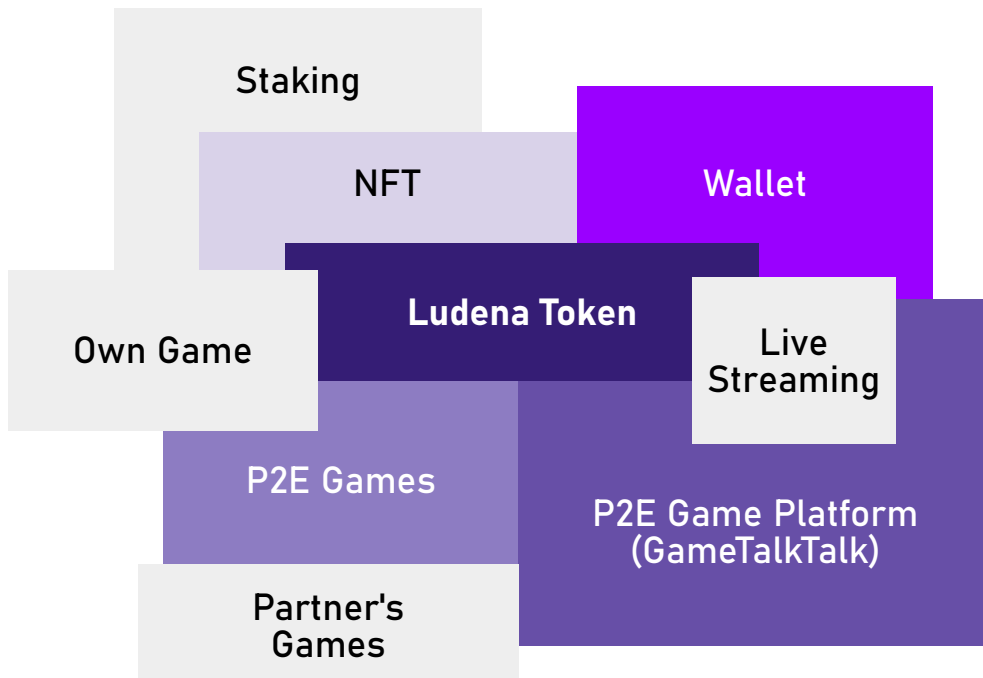 Staking
NFT
Wallet
Ludena Token
Own Game
Live
Streaming
P2E Games
P2E Game Platform
(GameTalkTalk)
Partner's
Games